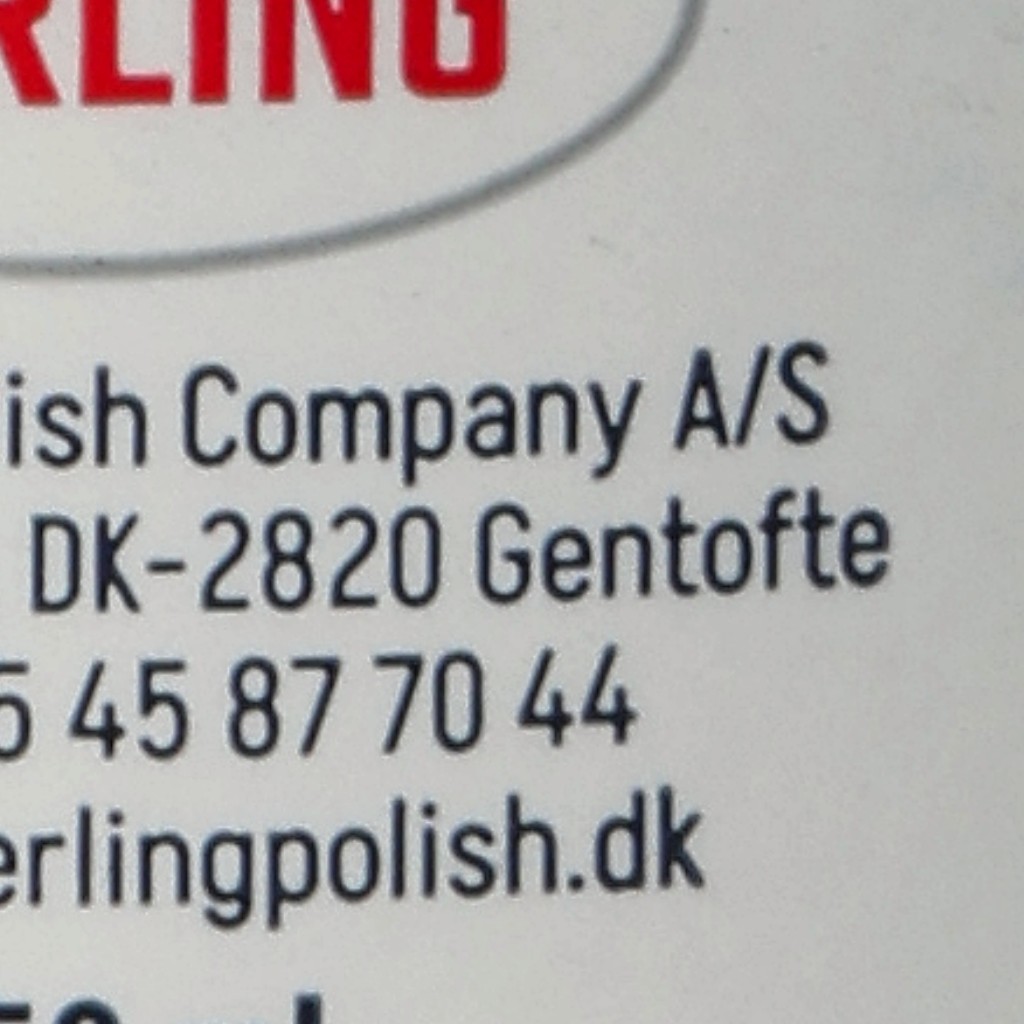 RLING
ish Company A/S
DK-2820 Gentofte
5 45 87 70 44
erlingpolish.dk